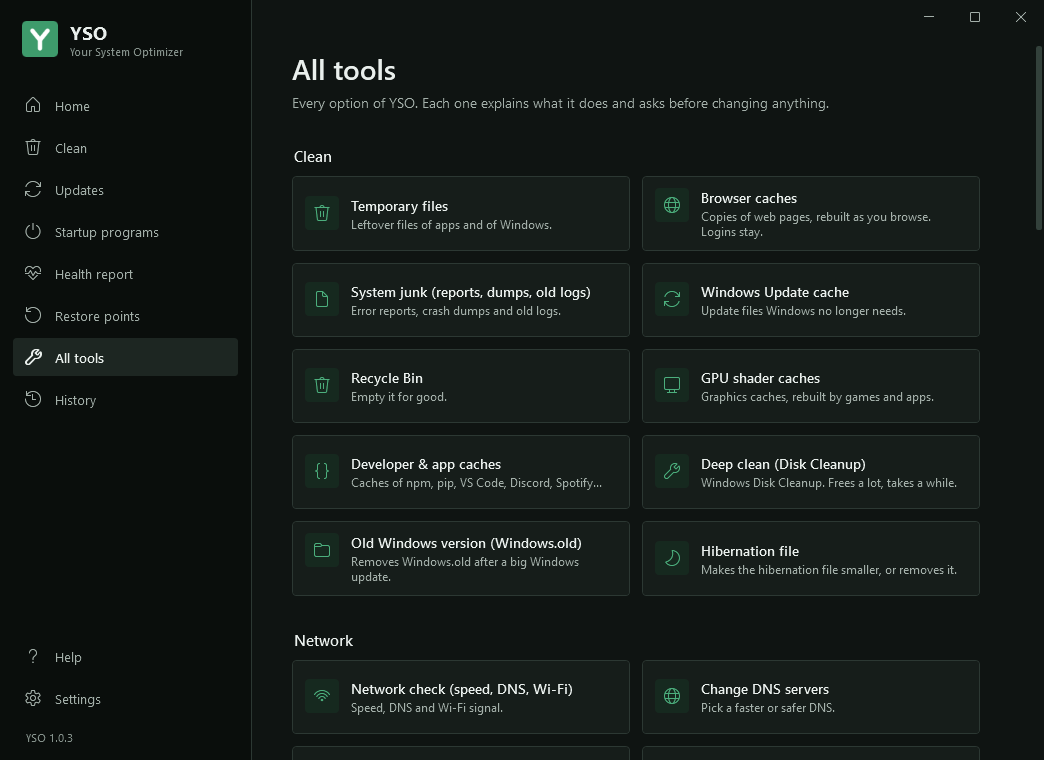 Y
YSO
Your System Optimizer
Home
Clean
Updates
Startup programs
Health report
Restore points
All tools
History
Help
Settings
YSO 1.0.3
All tools
Every option of YSO. Each one explains what it does and asks before changing anything.
Clean
Temporary files
Leftover files of apps and of Windows.
Browser caches
Copies of web pages, rebuilt as you browse.
Logins stay.
System junk (reports, dumps, old logs)
Error reports, crash dumps and old logs.
Windows Update cache
Update files Windows no longer needs.
Recycle Bin
Empty it for good.
GPU shader caches
Graphics caches, rebuilt by games and apps.
{}
Developer & app caches
Caches of npm, pip, VS Code, Discord, Spotify...
Deep clean (Disk Cleanup)
Windows Disk Cleanup. Frees a lot, takes a while.
Old Windows version (Windows.old)
Removes Windows.old after a big Windows
update.
Hibernation file
Makes the hibernation file smaller, or removes it.
Network
Network check (speed, DNS, Wi-Fi)
Speed, DNS and Wi-Fi signal.
Change DNS servers
Pick a faster or safer DNS.